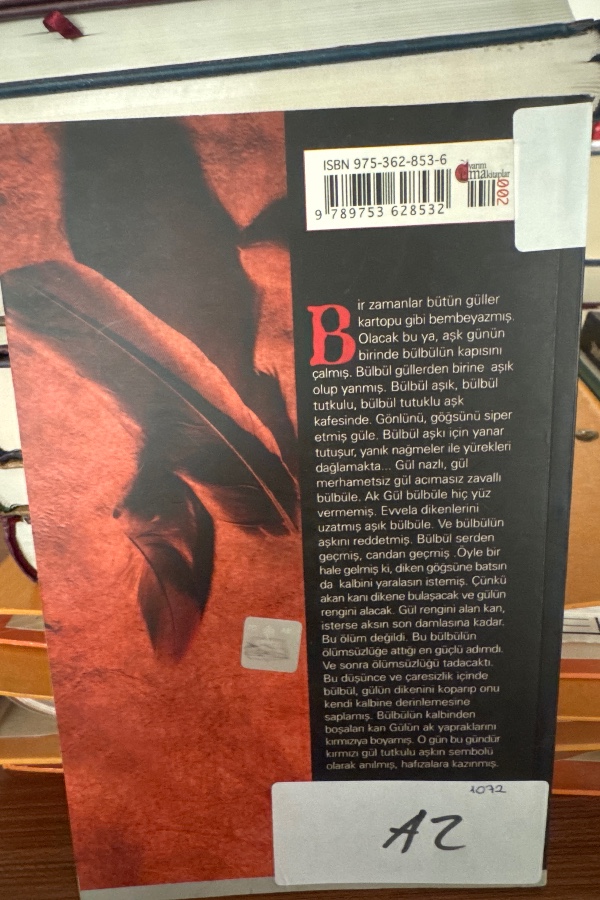 ISBN 975-362-853-6
yarım
elma kitaplar
002
9 789753 628532
Bir zamanlar bütün güller
kartopu gibi bembeyazmış.
Olacak bu ya, aşk günün
birinde bülbülün kapısını
çalmış. Bülbül güllerden birine aşık
olup yanmış. Bülbül aşık, bülbül
tutkulu, bülbül tutuklu aşk
kafesinde. Gönlünü, göğsünü siper
etmiş güle. Bülbül aşkı için yanar
tutuşur, yanık nağmeler ile yürekleri
dağlamakta... Gül nazlı, gül
merhametsiz gül acımasız zavallı
bülbüle. Ak Gül bülbüle hiç yüz
vermemiş. Evvela dikenlerini
uzatmış aşık bülbüle. Ve bülbülün
aşkını reddetmiş. Bülbül serden
geçmiş, candan geçmiş .Öyle bir
hale gelmiş ki, diken göğsüne batsın
da kalbini yaralasın istemiş. Çünkü
akan kanı dikene bulaşacak ve gülün
rengini alacak. Gül rengini alan kan,
isterse aksın son damlasına kadar.
Bu ölüm değildi. Bu bülbülün
ölümsüzlüğe attığı en güçlü adımdı.
Ve sonra ölümsüzlüğü tadacaktı.
Bu düşünce ve çaresizlik içinde
bülbül, gülün dikenini koparıp onu
kendi kalbine derinlemesine
saplamış. Bülbülün kalbinden
boşalan kan Gülün ak yapraklarını
kırmızıya boyamış. O gün bu gündür
kırmızı gül tutkulu aşkın sembolü
olarak anılmış, hafızalara kazınmış.
1072
AZ